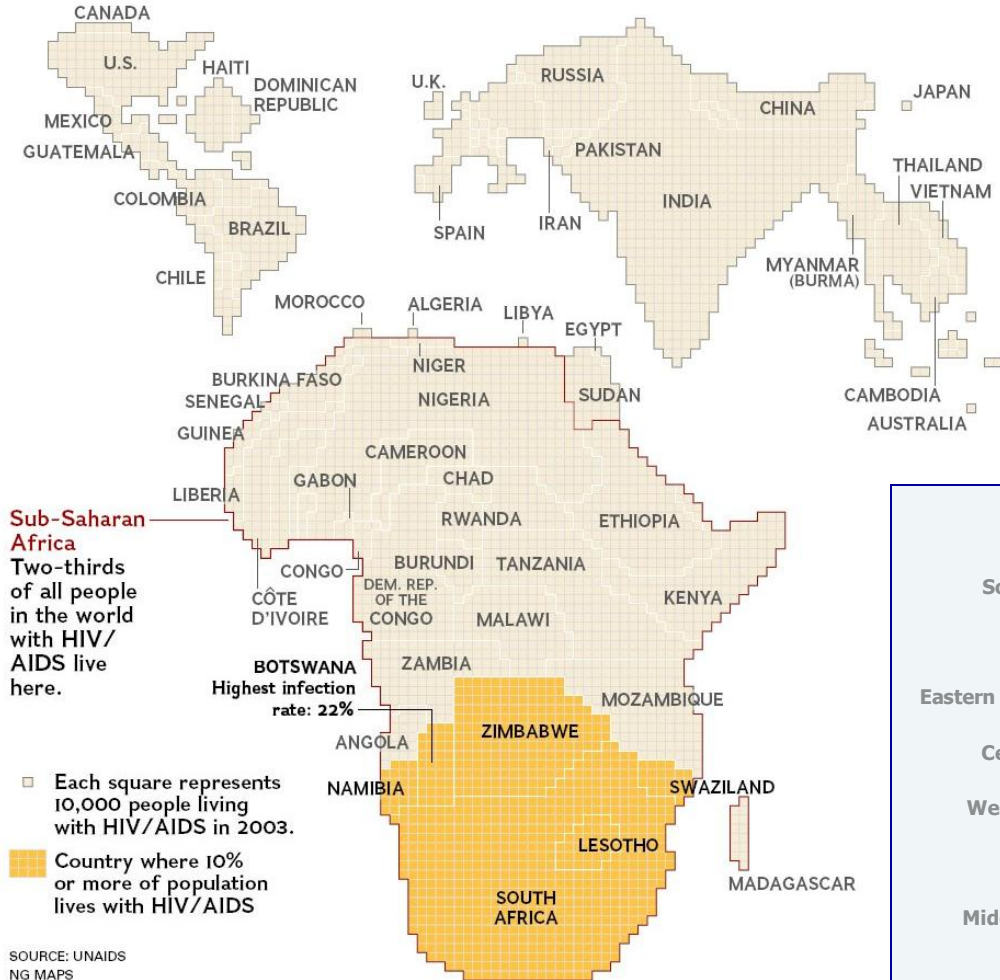 CANADA
U.S.
HAITI
DOMINICAN
REPUBLIC
MEXICO
GUATEMALA
COLOMBIA
BRAZIL
CHILE
U.K.
RUSSIA
CHINA
JAPAN
PAKISTAN
THAILAND
VIETNAM
INDIA
SPAIN
IRAN
MYANMAR
(BURMA)
CAMBODIA
AUSTRALIA
MOROCCO
ALGERIA
LIBYA
EGYPT
NIGER
BURKINA FASO
SENEGAL
NIGERIA
SUDAN
GUINEA
CAMEROON
GABON
CHAD
LIBERIA
RWANDA
ETHIOPIA
Sub-Saharan
Africa
Two-thirds
of all people
in the world
with HIV/
AIDS live
here.
CONGO
BURUNDI
TANZANIA
CÔTE
D'IVOIRE
DEM. REP.
OF THE
CONGO
KENYA
MALAWI
ZAMBIA
BOTSWANA
Highest infection
rate: 22%
MOZAMBIQUE
ANGOLA
ZIMBABWE
NAMIBIA
SWAZILAND
LESOTHO
SOUTH
AFRICA
MADAGASCAR
Each square represents
10,000 people living
with HIV/AIDS in 2003.
Country where 10%
or more of population
lives with HIV/AIDS
SOURCE: UNAIDS
NG MAPS
Eastern